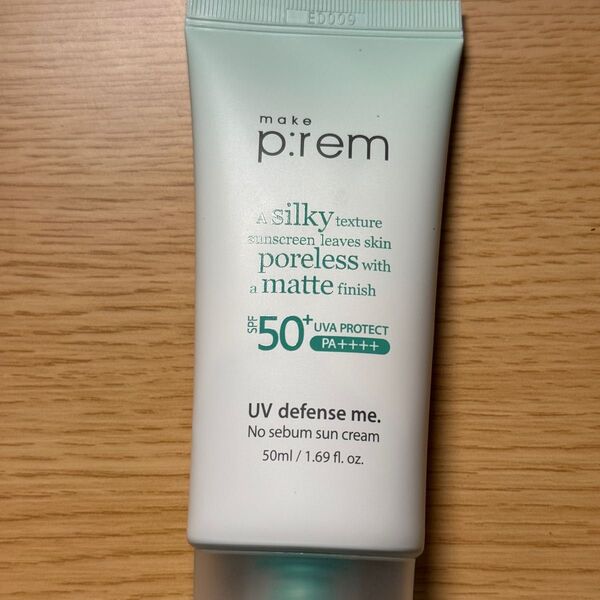 ED009
make
p:rem
A silky texture
sunscreen leaves skin
poreless with
a matte finish
SPF 50+ UVA PROTECT
PA++++
UV defense me.
No sebum sun cream
50ml / 1.69 fl. oz.